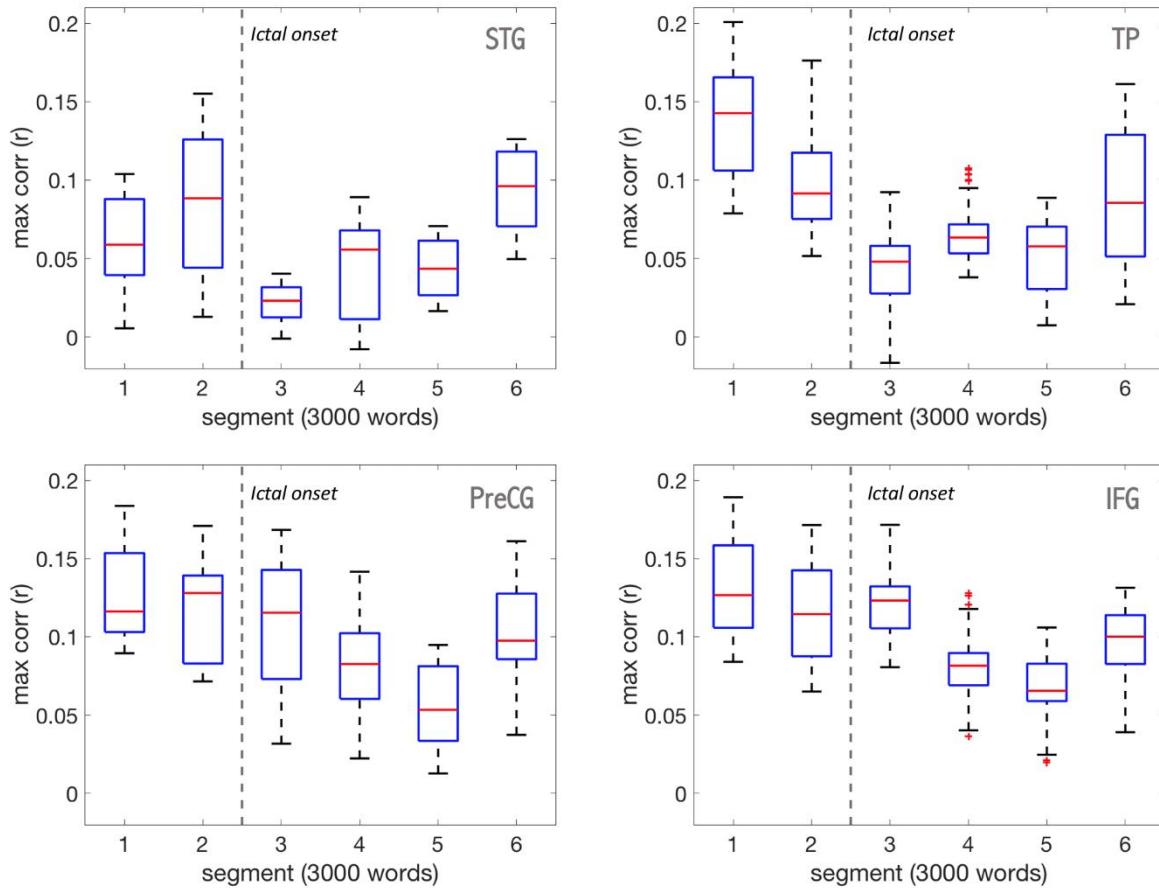 0.2
0.15
0.1
0.05
0
max corr (r)
Ictal onset
STG
1 2 3 4 5 6
segment (3000 words)
0.2
0.15
0.1
0.05
0
max corr (r)
Ictal onset
TP
1 2 3 4 5 6
segment (3000 words)
0.2
0.15
0.1
0.05
0
max corr (r)
Ictal onset
PreCG
1 2 3 4 5 6
segment (3000 words)
0.2
0.15
0.1
0.05
0
max corr (r)
Ictal onset
IFG
1 2 3 4 5 6
segment (3000 words)